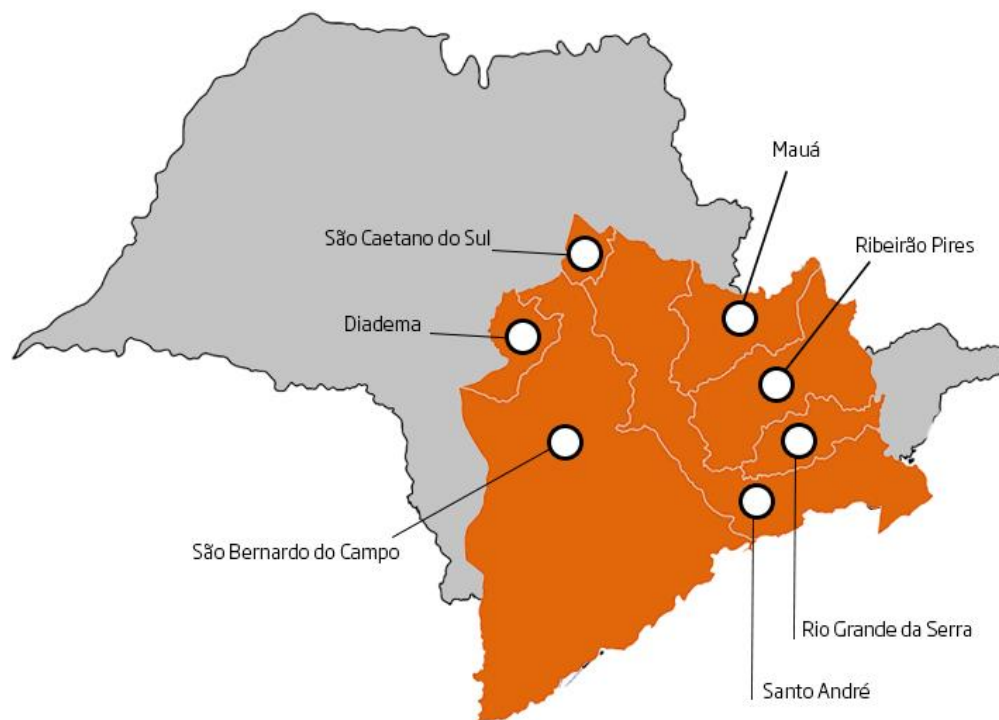 Mauá
São Caetano do Sul
Ribeirão Pires
Diadema
São Bernardo do Campo
Rio Grande da Serra
Santo André